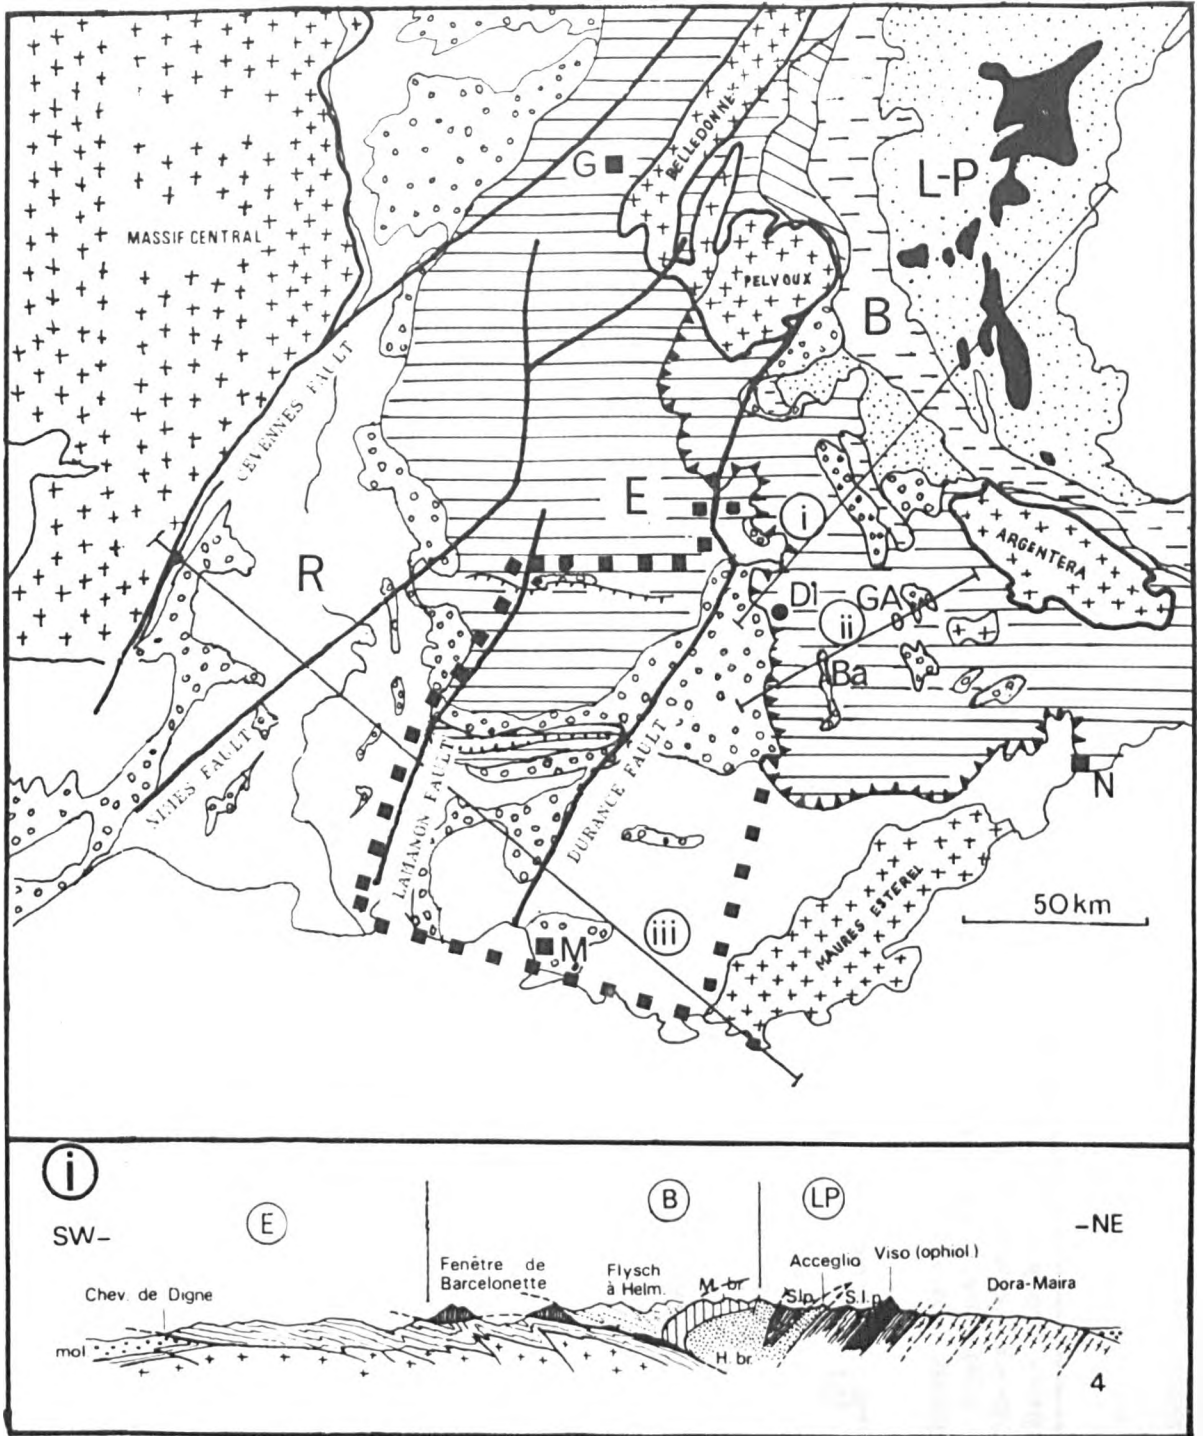 BELLEDONNE
G
L-P
MASSIF CENTRAL
PELVOUX
B
CEVENNES FAULT
E
i
ARGENTERA
R
Di
GA
ii
Ba
NIMES FAULT
LAMANON FAULT
DURANCE FAULT
N
50km
iii
M
MAURES ESTEREL
i
E
B
LP
SW-
-NE
Fenêtre de
Barcelonette
Flysch
à Helm.
M. br
Acceglio
Viso (ophiol)
Chev. de Digne
S.l.p.
S.l.p.
Dora-Maira
mol
H. br.
4